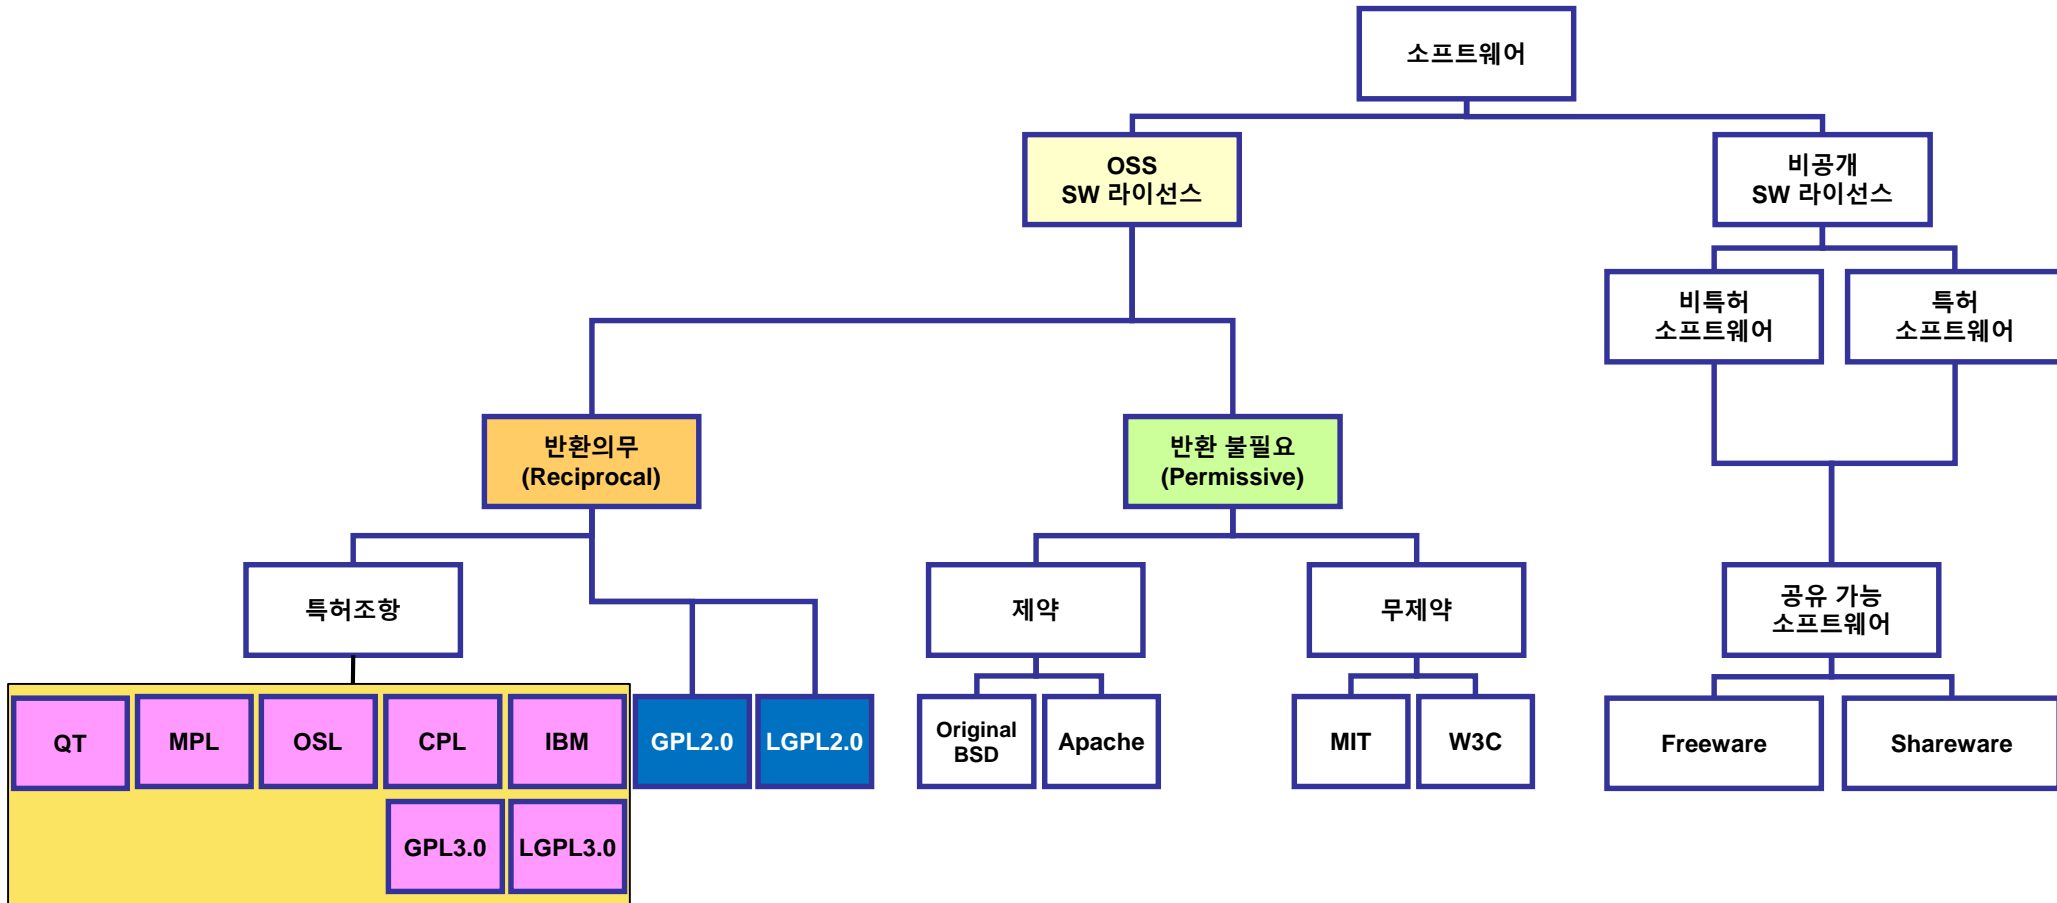 소프트웨어
OSS
SW 라이선스
비공개
SW 라이선스
비특허
소프트웨어
특허
소프트웨어
반환의무
(Reciprocal)
반환 불필요
(Permissive)
특허조항
제약
무제약
공유 가능
소프트웨어
QT
MPL
OSL
CPL
IBM
GPL2.0
LGPL2.0
Original
BSD
Apache
MIT
W3C
Freeware
Shareware
GPL3.0
LGPL3.0